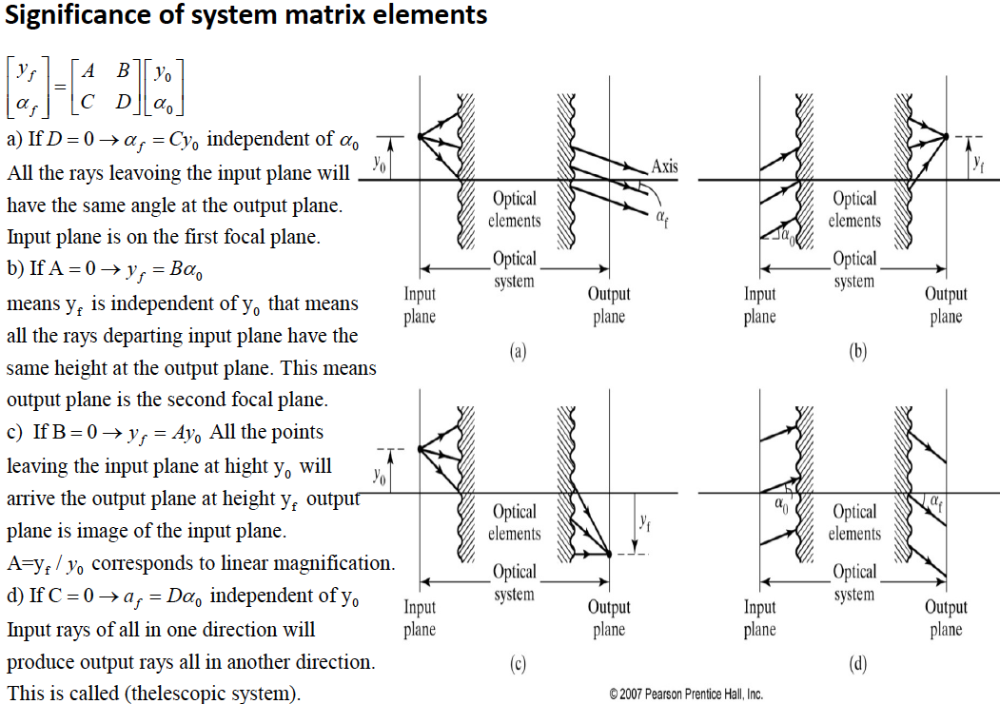 Significance of system matrix elements
[y_f; α_f] = [A B; C D] [y_0; α_0]
a) If D = 0 → α_f = Cy_0 independent of α_0
All the rays leavoing the input plane will
have the same angle at the output plane.
Input plane is on the first focal plane.
b) If A = 0 → y_f = Bα_0
means y_f is independent of y_0 that means
all the rays departing input plane have the
same height at the output plane. This means
output plane is the second focal plane.
c) If B = 0 → y_f = Ay_0 All the points
leaving the input plane at hight y_0 will
arrive the output plane at height y_f output
plane is image of the input plane.
A=y_f / y_0 corresponds to linear magnification.
d) If C = 0 → a_f = Dα_0 independent of y_0
Input rays of all in one direction will
produce output rays all in another direction.
This is called (thelescopic system).
y_0
Axis
α_f
Optical
elements
Optical
system
Input
plane
Output
plane
(a)
y_f
α_0
Optical
elements
Optical
system
Input
plane
Output
plane
(b)
y_0
y_f
Optical
elements
Optical
system
Input
plane
Output
plane
(c)
α_0
α_f
Optical
elements
Optical
system
Input
plane
Output
plane
(d)
© 2007 Pearson Prentice Hall, Inc.